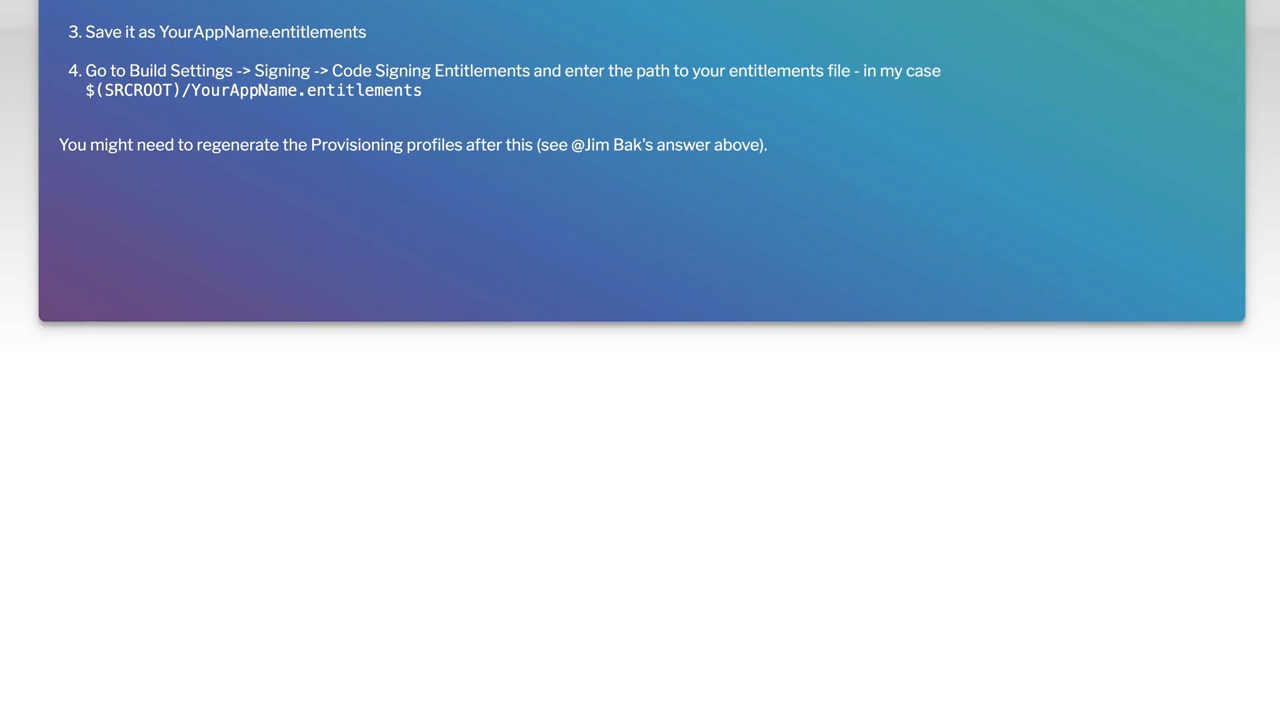 3. Save it as YourAppName.entitlements
4. Go to Build Settings -> Signing -> Code Signing Entitlements and enter the path to your entitlements file - in my case
$(SRCROOT)/YourAppName.entitlements
You might need to regenerate the Provisioning profiles after this (see @Jim Bak's answer above).